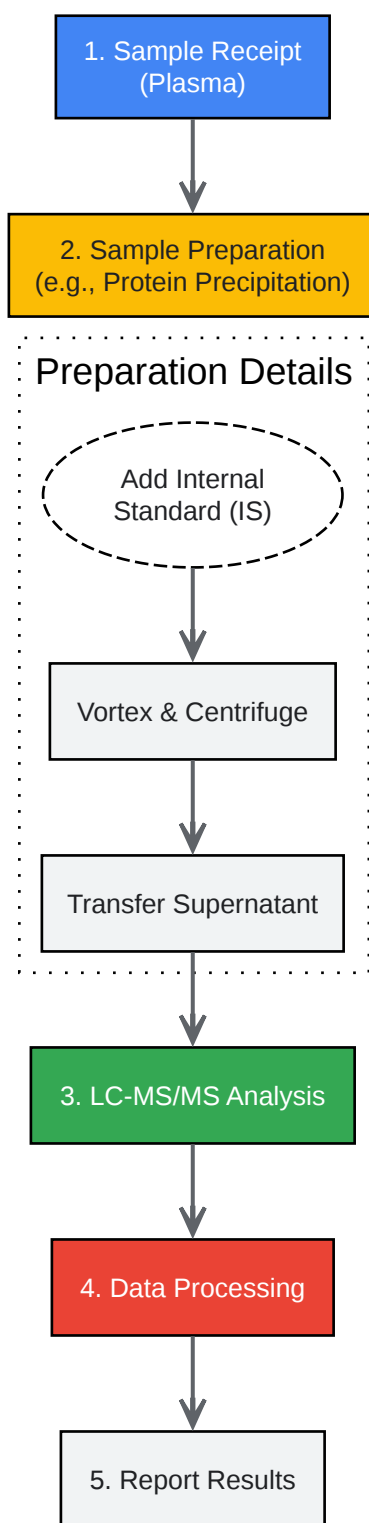 1. Sample Receipt
(Plasma)
2. Sample Preparation
(e.g., Protein Precipitation)
Preparation Details
Add Internal
Standard (IS)
Vortex & Centrifuge
Transfer Supernatant
3. LC-MS/MS Analysis
4. Data Processing
5. Report Results